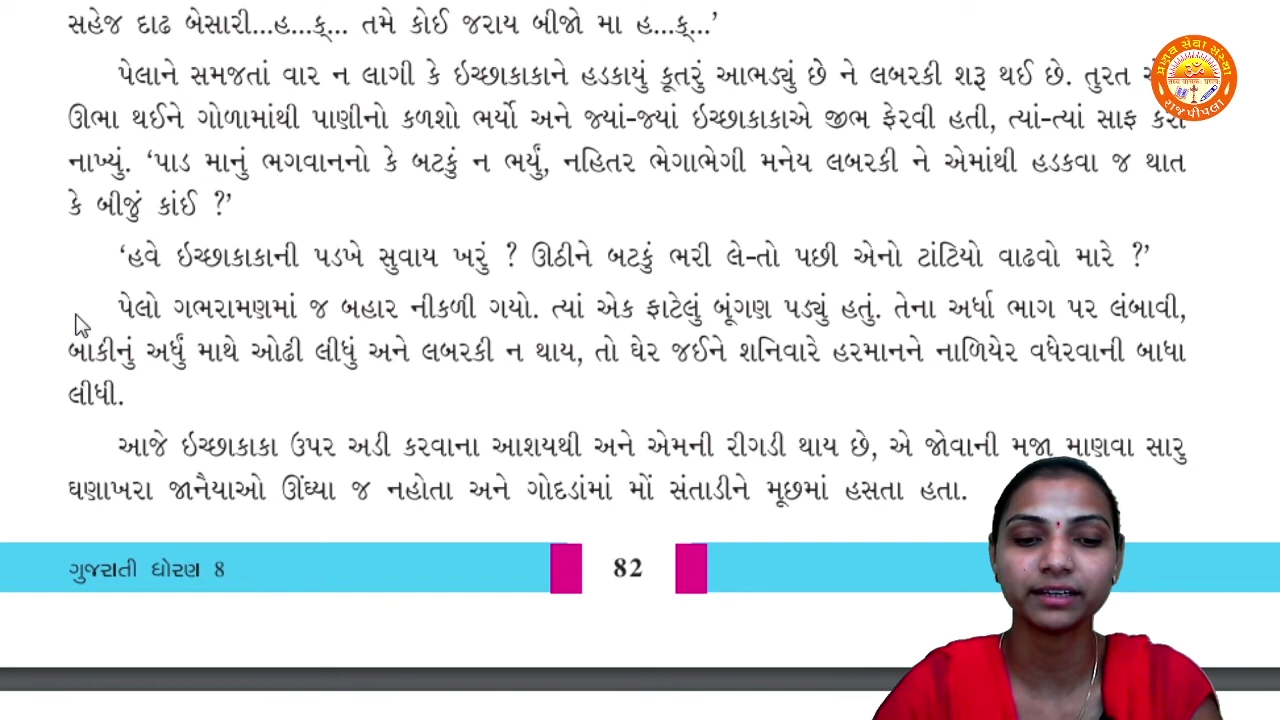 સહેજ દાઢ બેસારી...હ...ક્... તમે કોઈ જરાય બીજો મા હ...ક્...’
પેલાને સમજતાં વાર ન લાગી કે ઇચ્છાકાકાને હડકાયું કૂતરું આભડ્યું છે ને લબરકી શરૂ થઈ છે. તુરત
ઊભા થઈને ગોળામાંથી પાણીનો કળશો ભર્યો અને જ્યાં-જ્યાં ઇચ્છાકાકાએ જીભ ફેરવી હતી, ત્યાં-ત્યાં સાફ કરી
નાખ્યું. ‘પાડ માનું ભગવાનનો કે બટકું ન ભર્યું, નહિતર ભેગાભેગી મનેય લબરકી ને એમાંથી હડકવા જ થાત
કે બીજું કાંઈ ?’
‘હવે ઇચ્છાકાકાની પડખે સુવાય ખરું ? ઊઠીને બટકું ભરી લે-તો પછી એનો ટાંટિયો વાઢવો મારે ?’
પેલો ગભરામણમાં જ બહાર નીકળી ગયો. ત્યાં એક ફાટેલું બૂંગણ પડ્યું હતું. તેના અર્ધા ભાગ પર લંબાવી,
બાકીનું અર્ધું માથે ઓઢી લીધું અને લબરકી ન થાય, તો ઘેર જઈને શનિવારે હરમાનને નાળિયેર વધેરવાની બાધા
લીધી.
આજે ઇચ્છાકાકા ઉપર અડી કરવાના આશયથી અને એમની રીગડી થાય છે, એ જોવાની મજા માણવા સારુ
ઘણાખરા જાનૈયાઓ ઊંઘ્યા જ નહોતા અને ગોદડાંમાં મોં સંતાડીને મૂછમાં હસતા હતા.
ગુજરાતી ધોરણ 8
82
પ્રણવ સેવા સંસ્થા
રાજપીપલા